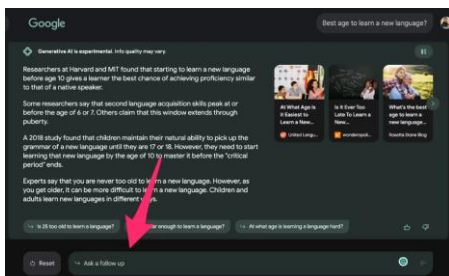 Google
Best age to learn a new language?
Generative AI is experimental. Info quality may vary.
Researchers at Harvard and MIT found that starting to learn a new language
before age 10 gives a learner the best chance of achieving proficiency similar
to that of a native speaker.
Some researchers say that second language acquisition skills peak at or
before the age of 6 or 7. Others claim that this window extends through
puberty.
A 2018 study found that children maintain their natural ability to pick up the
grammar of a new language until they are 17 or 18. However, they need to start
learning that new language by the age of 10 to master it before the "critical
period" ends.
Experts say that you are never too old to learn a new language. However, as
you get older, it can be more difficult to learn a new language. Children and
adults learn new languages in different ways.
At What Age Is
it Easiest to
Learn a New...
United Langu...
Is It Ever Too
Late To Learn a
New...
wonderopoli...
What's the best
age to learn a
new language...
Rosetta Stone Blog
Is 25 too old to learn a language?
enough to learn a language?
At what age is learning a language hard?
Reset
Ask a follow up